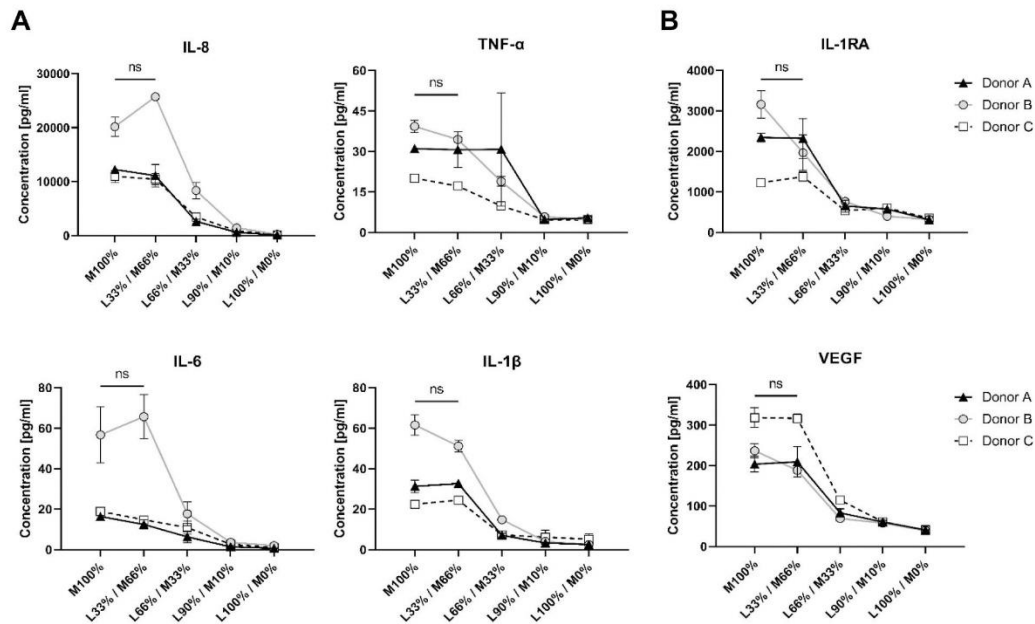 A
B
IL-8
Concentration [pg/ml]
30000
20000
10000
0
ns
M100%
L33% / M66%
L66% / M33%
L90% / M10%
L100% / M0%
TNF-α
Concentration [pg/ml]
60
45
30
15
0
ns
M100%
L33% / M66%
L66% / M33%
L90% / M10%
L100% / M0%
IL-1RA
Concentration [pg/ml]
4000
3000
2000
1000
0
ns
M100%
L33% / M66%
L66% / M33%
L90% / M10%
L100% / M0%
Donor A
Donor B
Donor C
IL-6
Concentration [pg/ml]
80
60
40
20
0
ns
M100%
L33% / M66%
L66% / M33%
L90% / M10%
L100% / M0%
IL-1β
Concentration [pg/ml]
80
60
40
20
0
ns
M100%
L33% / M66%
L66% / M33%
L90% / M10%
L100% / M0%
VEGF
Concentration [pg/ml]
400
300
200
100
0
ns
M100%
L33% / M66%
L66% / M33%
L90% / M10%
L100% / M0%
Donor A
Donor B
Donor C